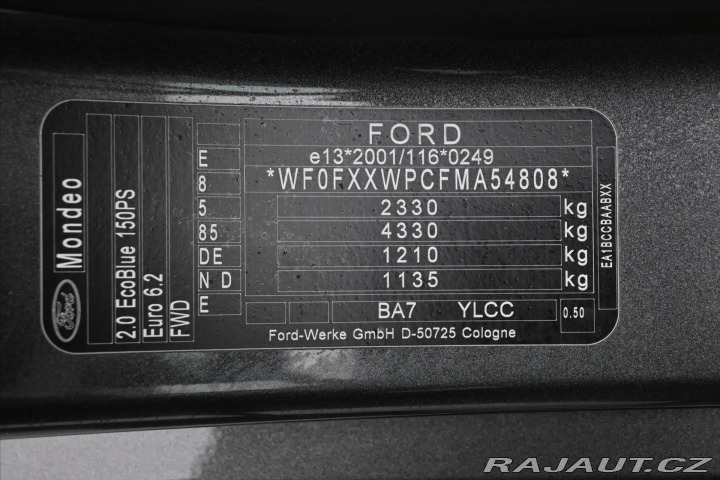 FORD
e13*2001/116*0249
*WF0FXXWPCFMA54808*
2330 kg
4330 kg
1210 kg
1135 kg
BA7 YLCC 0.50
Ford-Werke GmbH D-50725 Cologne
E
8
5
85
DE
N D
E
Mondeo
Ford
2.0 EcoBlue 150PS
Euro 6.2
FWD
EA1BCCBAABXX
RAJAUT.CZ